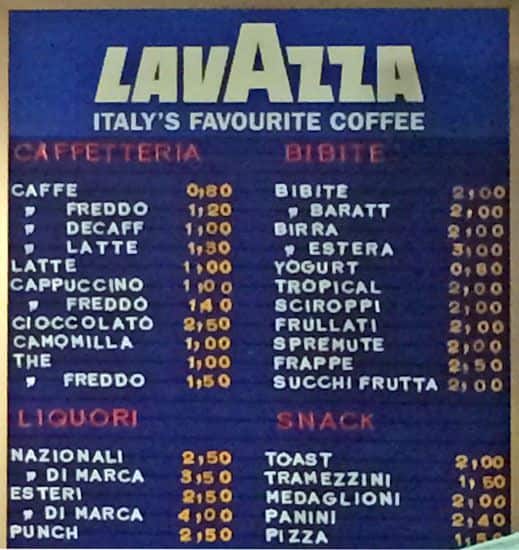 LAVAZZA
ITALY'S FAVOURITE COFFEE
CAFFETTERIA
CAFFE 0,80
" FREDDO 1,20
" DECAFF 1,00
" LATTE 1,30
LATTE 1,00
CAPPUCCINO 1,00
" FREDDO 1 4 0
CIOCCOLATO 2,50
CAMOMILLA 1,00
THE 1,00
" FREDDO 1,50
BIBITE
BIBITE 2,00
" BARATT 2,00
BIRRA 2,00
" ESTERA 3,00
YOGURT 0,80
TROPICAL 2,00
SCIROPPI 2,00
FRULLATI 2,00
SPREMUTE 2,00
FRAPPE 2,50
SUCCHI FRUTTA 2,00
LIQUORI
NAZIONALI 2,50
" DI MARCA 3,50
ESTERI 2,50
" DI MARCA 4,00
PUNCH 2,50
SNACK
TOAST 2,00
TRAMEZZINI 1,50
MEDAGLIONI 2,00
PANINI 2,40
PIZZA